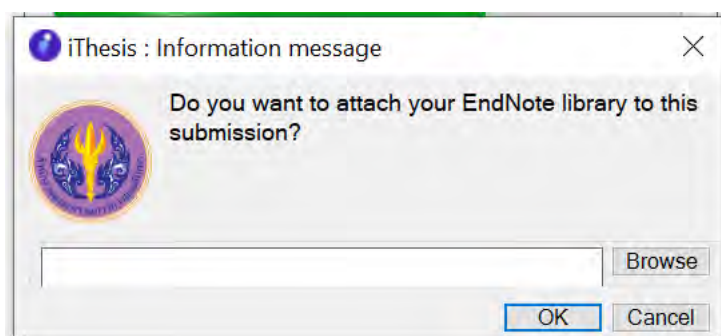 iThesis : Information message
Do you want to attach your EndNote library to this
submission?
Browse
OK
Cancel